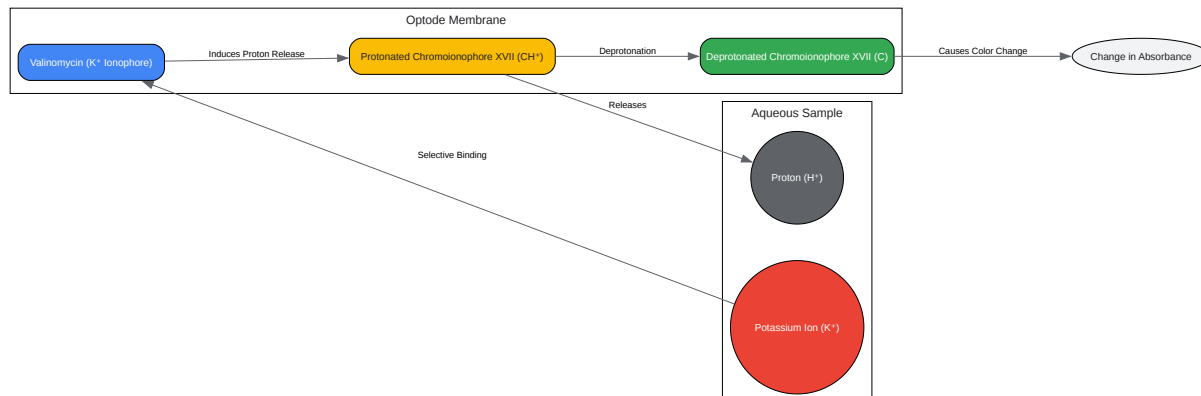 Optode Membrane
Valinomycin (K⁺ Ionophore)
Induces Proton Release
Protonated Chromoionophore XVII (CH⁺)
Deprotonation
Deprotonated Chromoionophore XVII (C)
Causes Color Change
Change in Absorbance
Releases
Aqueous Sample
Selective Binding
Proton (H⁺)
Potassium Ion (K⁺)